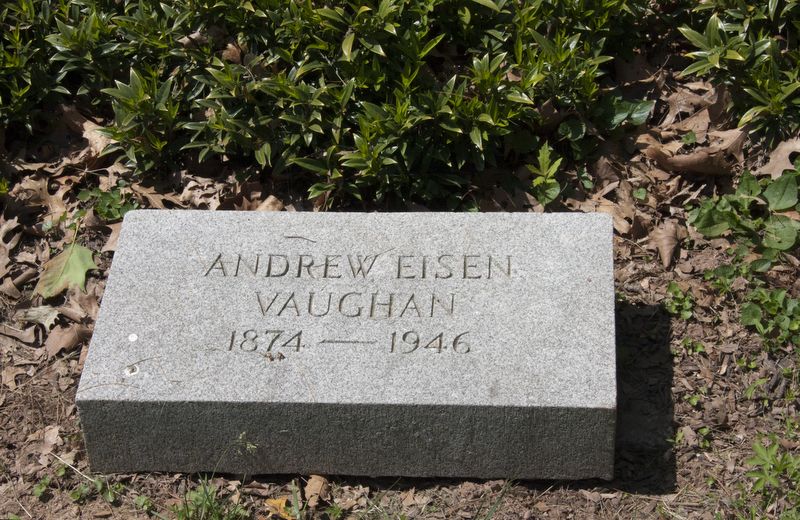 ANDREW EISEN
VAUGHAN
1874 — 1946